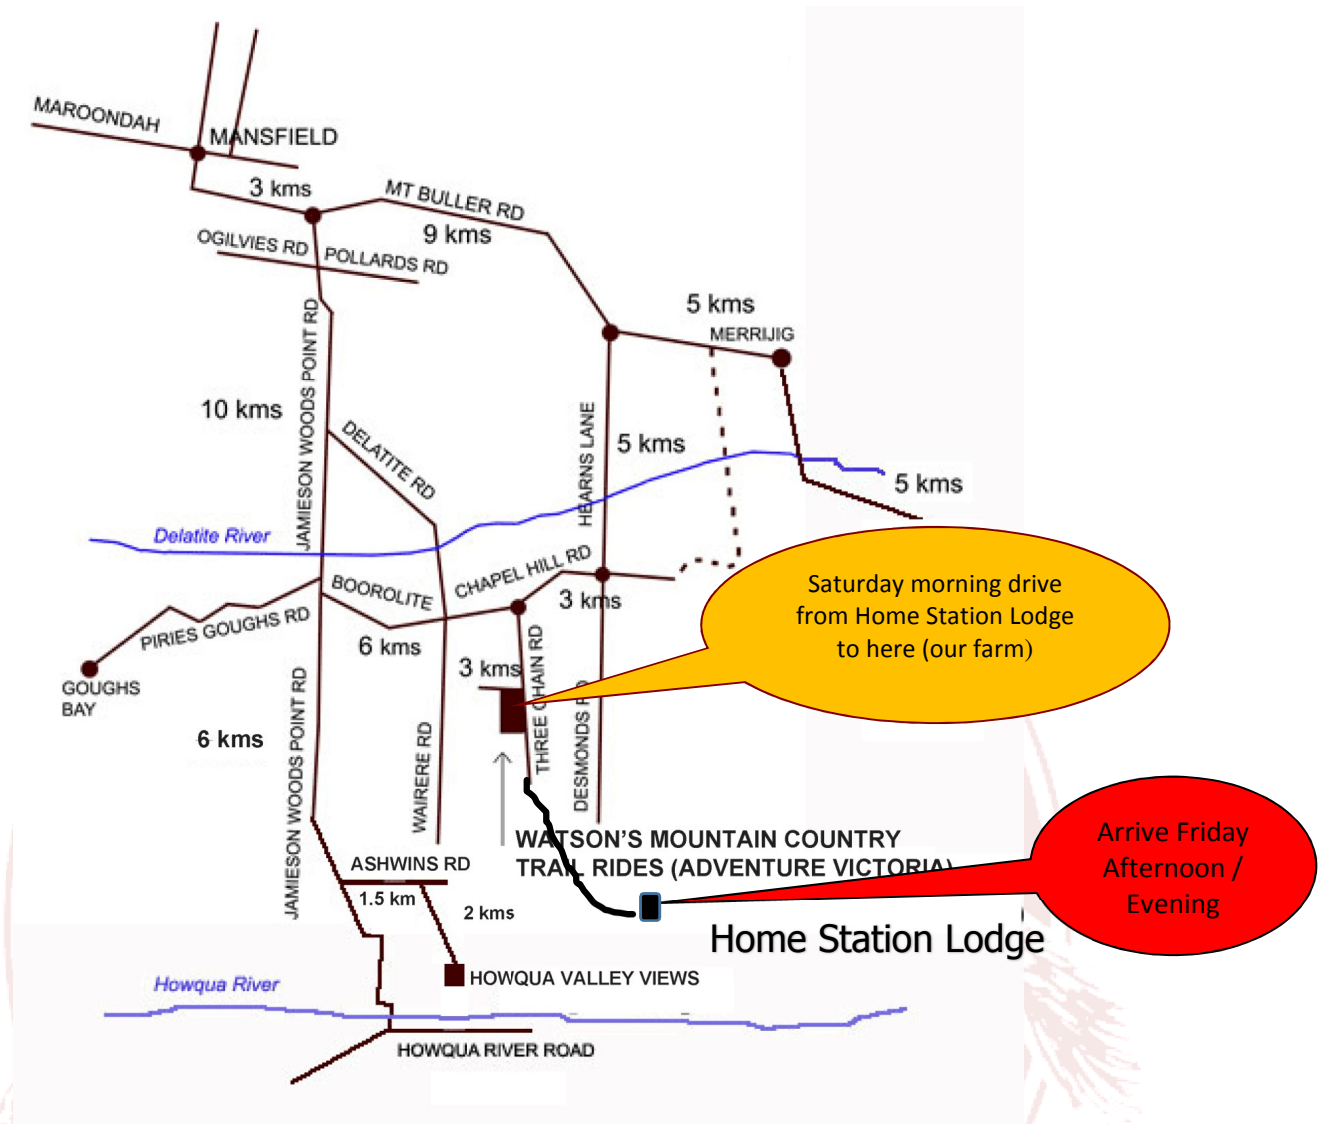 MAROONDAH
MANSFIELD
3 kms
MT BULLER RD
9 kms
OGILVIES RD
POLLARDS RD
5 kms
MERRIJIG
JAMIESON WOODS POINT RD
10 kms
DELATITE RD
HEARNS LANE
5 kms
5 kms
Delatite River
BOOROLITE
CHAPEL HILL RD
3 kms
PIRIES GOUGHS RD
6 kms
GOUGHS
BAY
3 kms
THREE CHAIN RD
DESMONDS RD
Saturday morning drive
from Home Station Lodge
to here (our farm)
6 kms
JAMIESON WOODS POINT RD
WAIRERE RD
WATSON'S MOUNTAIN COUNTRY
TRAIL RIDES (ADVENTURE VICTORIA)
Arrive Friday
Afternoon /
Evening
ASHWINS RD
1.5 km
2 kms
Home Station Lodge
HOWQUA VALLEY VIEWS
Howqua River
HOWQUA RIVER ROAD